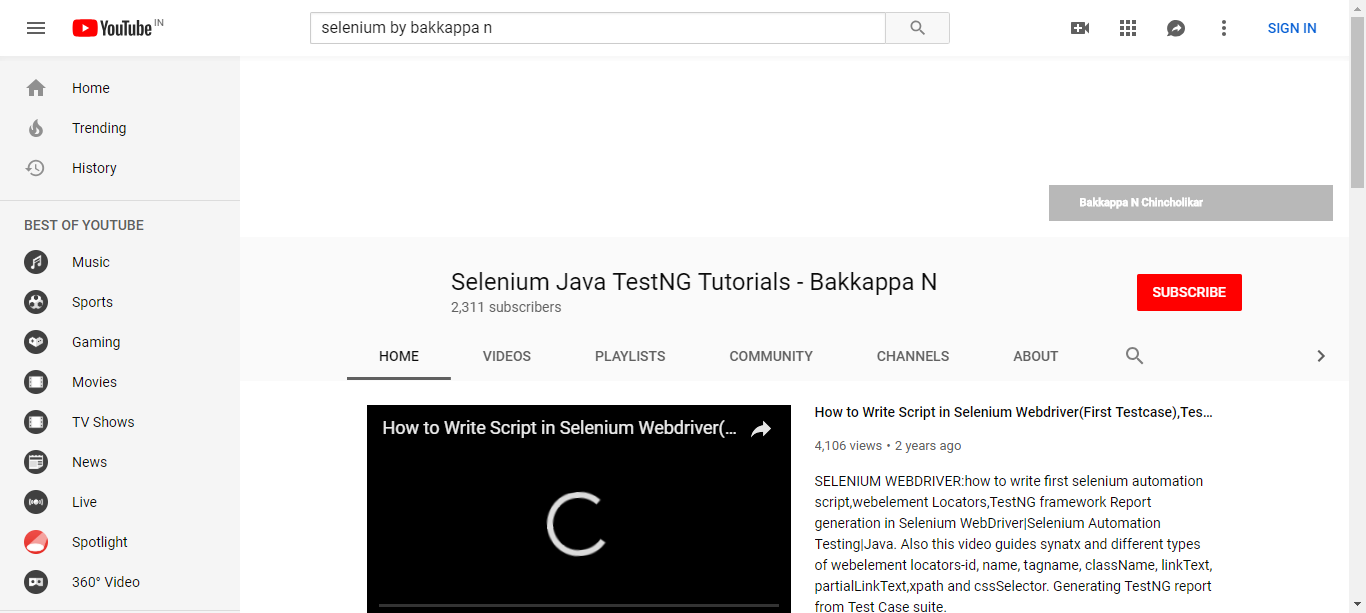 YouTube IN
selenium by bakkappa n
SIGN IN
Home
Trending
History
BEST OF YOUTUBE
Music
Sports
Gaming
Movies
TV Shows
News
Live
Spotlight
360° Video
Bakkappa N Chincholikar
Selenium Java TestNG Tutorials - Bakkappa N
2,311 subscribers
SUBSCRIBE
HOME VIDEOS PLAYLISTS COMMUNITY CHANNELS ABOUT
How to Write Script in Selenium Webdriver(...
How to Write Script in Selenium Webdriver(First Testcase),Tes...
4,106 views • 2 years ago
SELENIUM WEBDRIVER:how to write first selenium automation
script,webelement Locators,TestNG framework Report
generation in Selenium WebDriver|Selenium Automation
Testing|Java. Also this video guides synatx and different types
of webelement locators-id, name, tagname, className, linkText,
partialLinkText,xpath and cssSelector. Generating TestNG report
from Test Case suite.